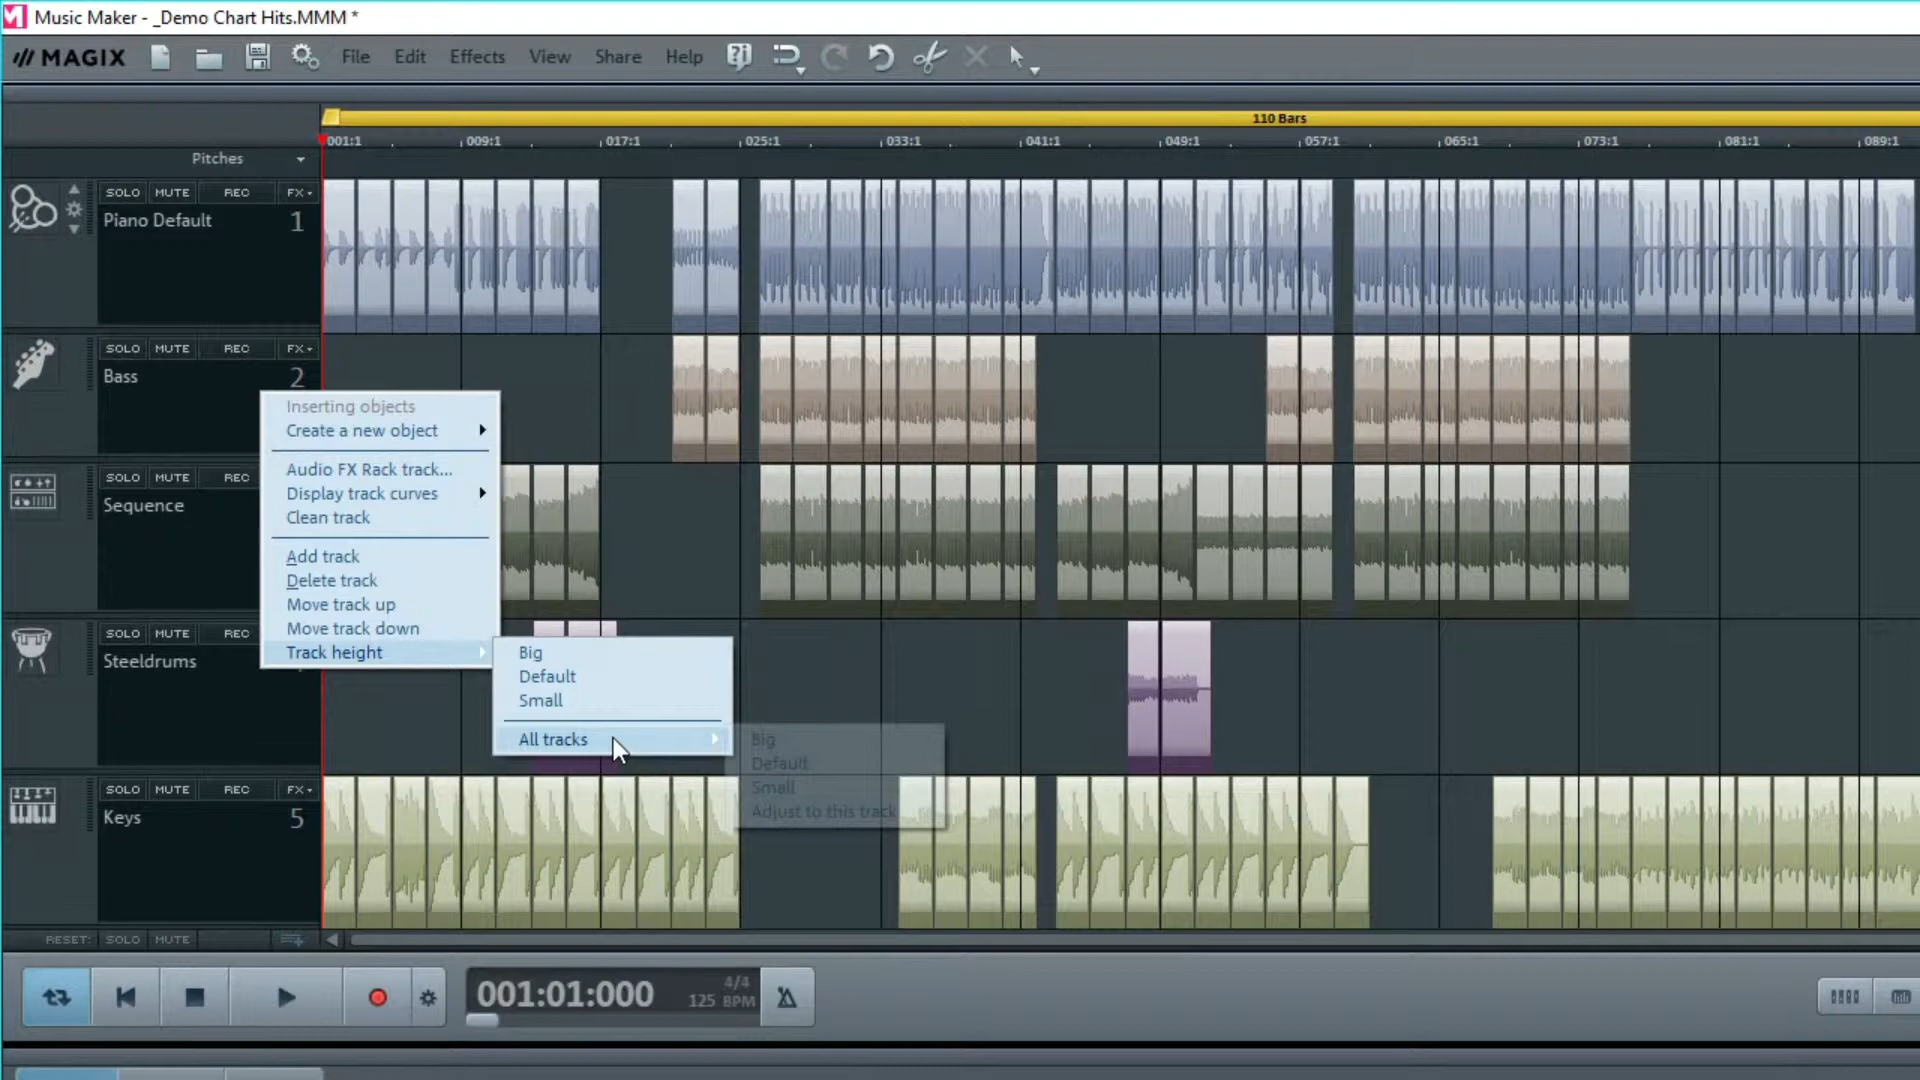 Music Maker - _Demo Chart Hits.MMM *
MAGIX File Edit Effects View Share Help
110 Bars
001:1 009:1 017:1 025:1 033:1 041:1 049:1 057:1 065:1 073:1 081:1 089:1
Pitches
SOLO MUTE REC FX
Piano Default 1
SOLO MUTE REC FX
Bass 2
SOLO MUTE REC
Sequence
SOLO MUTE REC
Steeldrums
SOLO MUTE REC FX
Keys 5
Inserting objects
Create a new object
Audio FX Rack track...
Display track curves
Clean track
Add track
Delete track
Move track up
Move track down
Track height
Big
Default
Small
All tracks
Big
Default
Small
Adjust to this track
RESET: SOLO MUTE
001:01:000 4/4
125 BPM